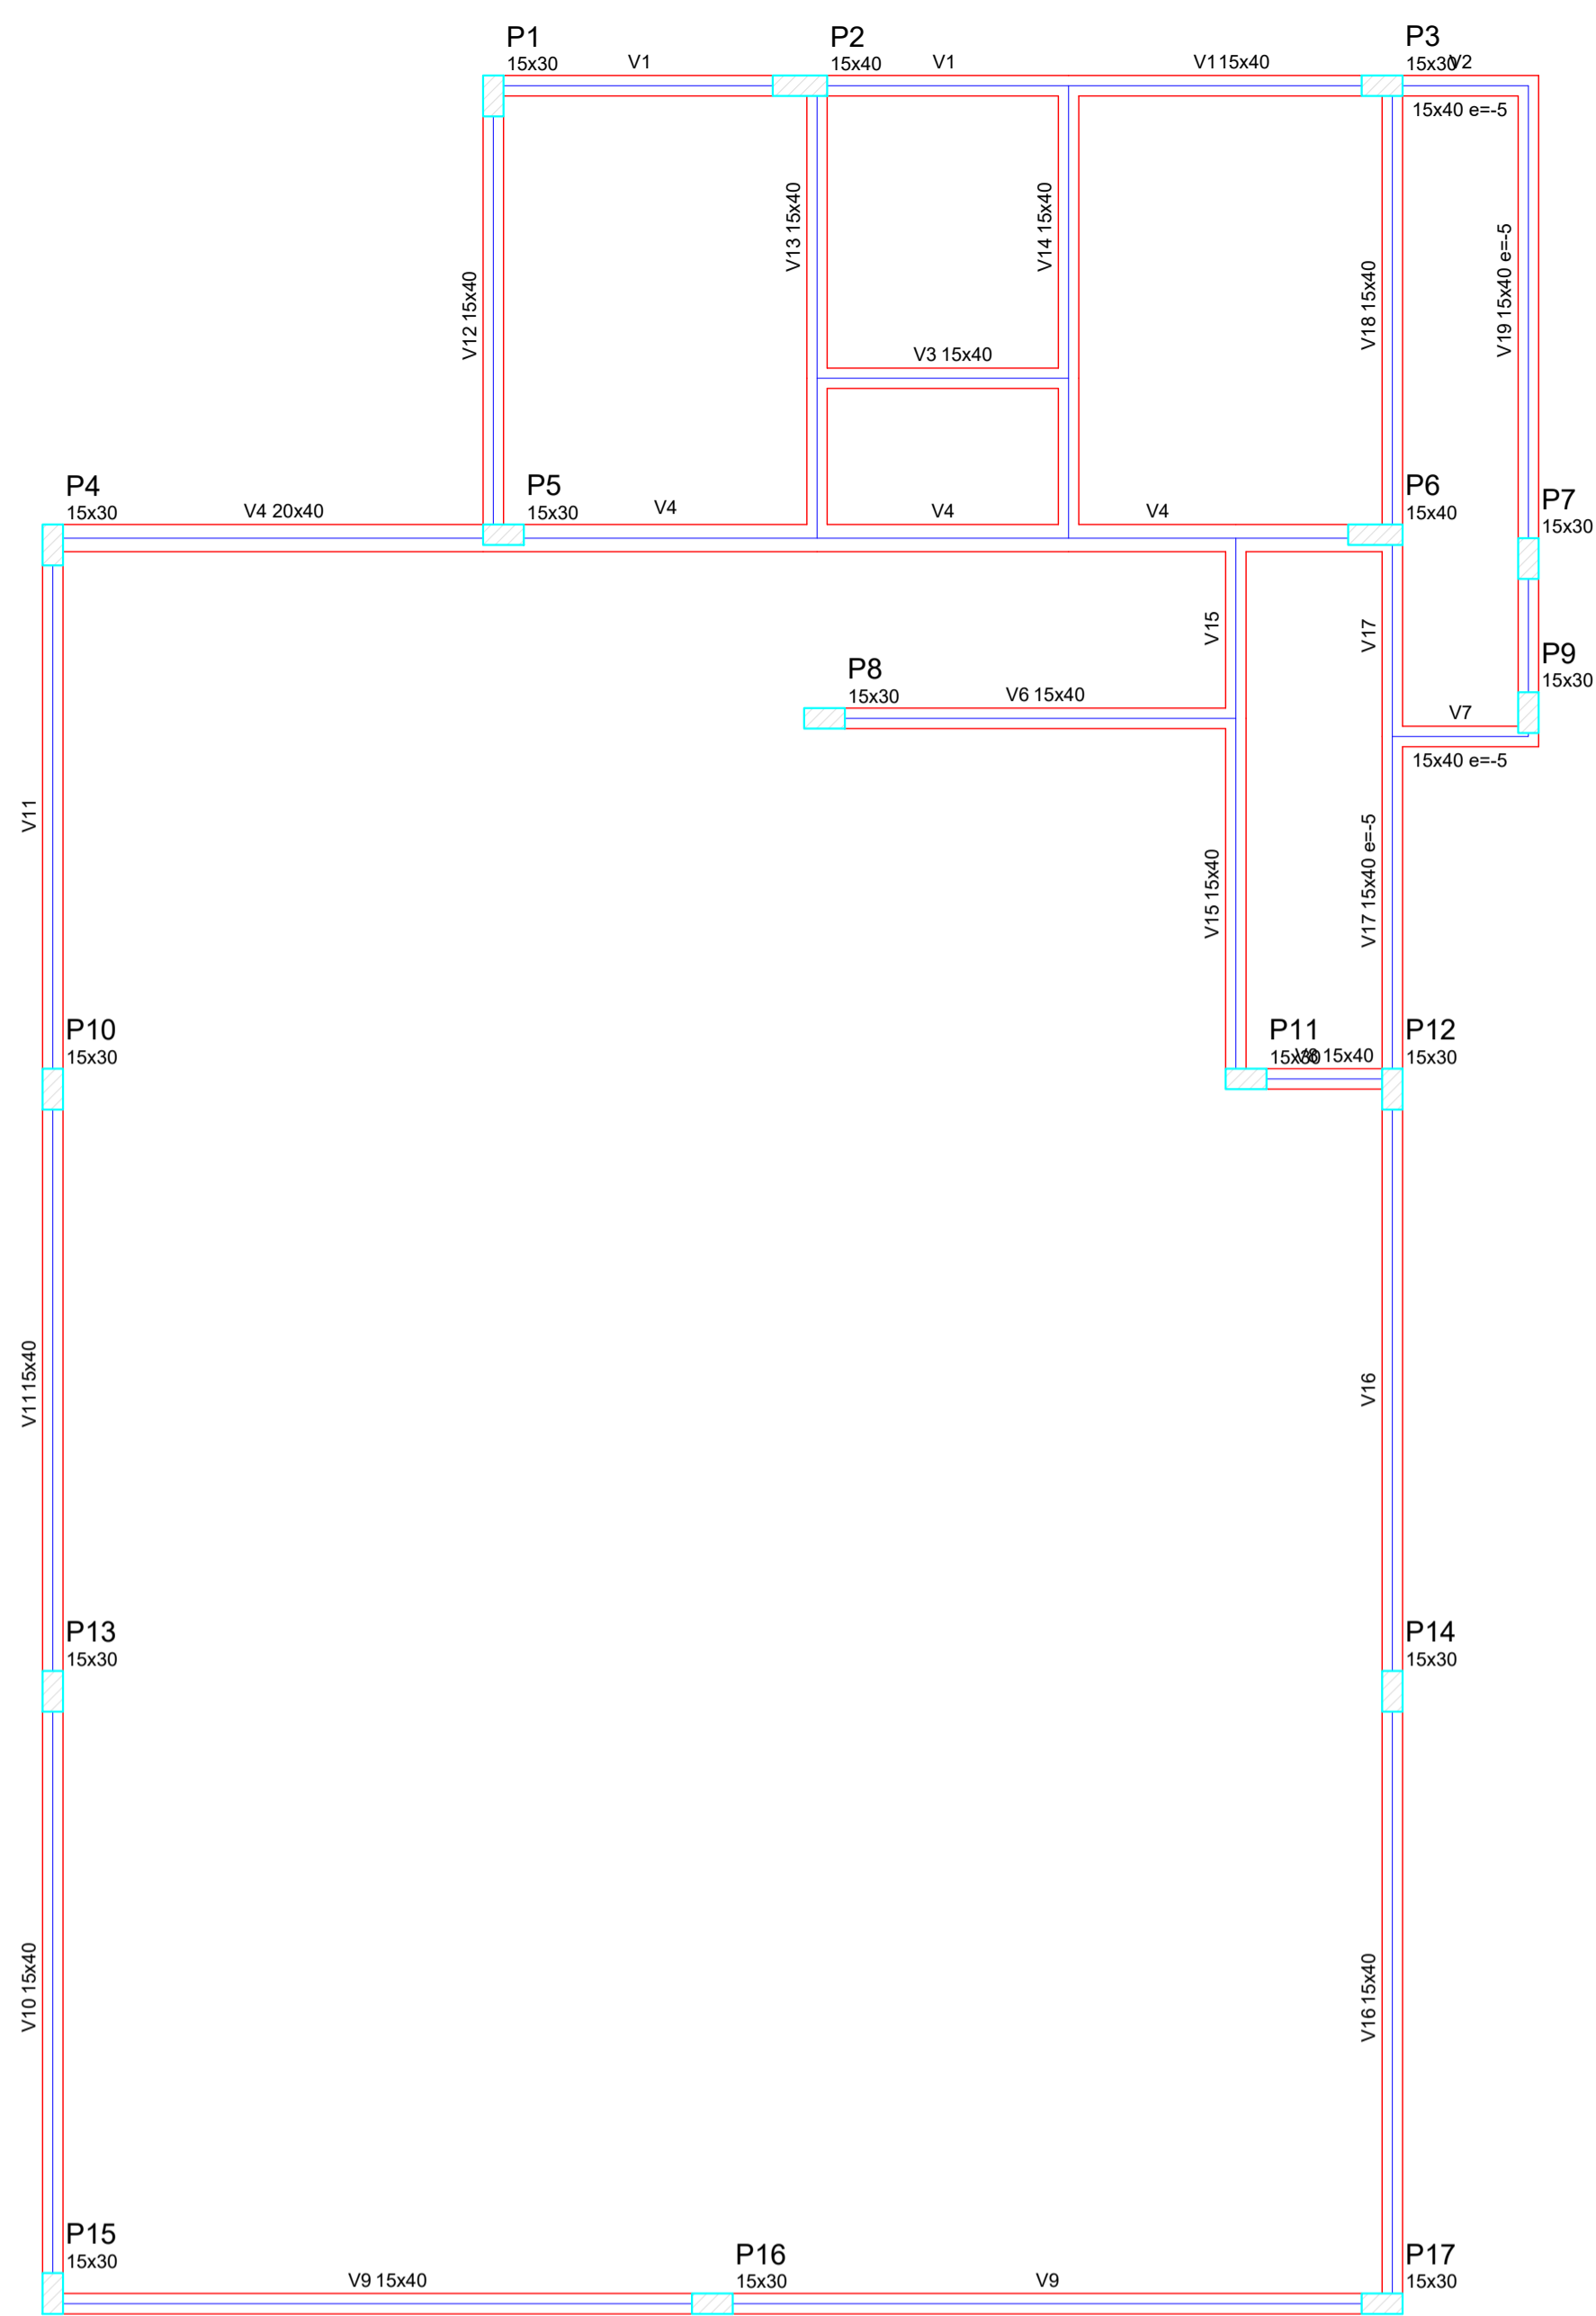 P1
15x30
V1
P2
15x40
V1
V1 15x40
P3
15x30
V2
15x40 e=-5
V12 15x40
V13 15x40
V14 15x40
V18 15x40
V19 15x40 e=-5
V3 15x40
P4
15x30
V4 20x40
P5
15x30
V4
V4
V4
P6
15x40
P7
15x30
V15
V17
P8
15x30
V6 15x40
P9
15x30
V7
15x40 e=-5
V11
V15 15x40
V17 15x40 e=-5
P10
15x30
P11
15x30
V8 15x40
P12
15x30
V11 15x40
V16
P13
15x30
P14
15x30
V10 15x40
V16 15x40
P15
15x30
V9 15x40
P16
15x30
V9
P17
15x30